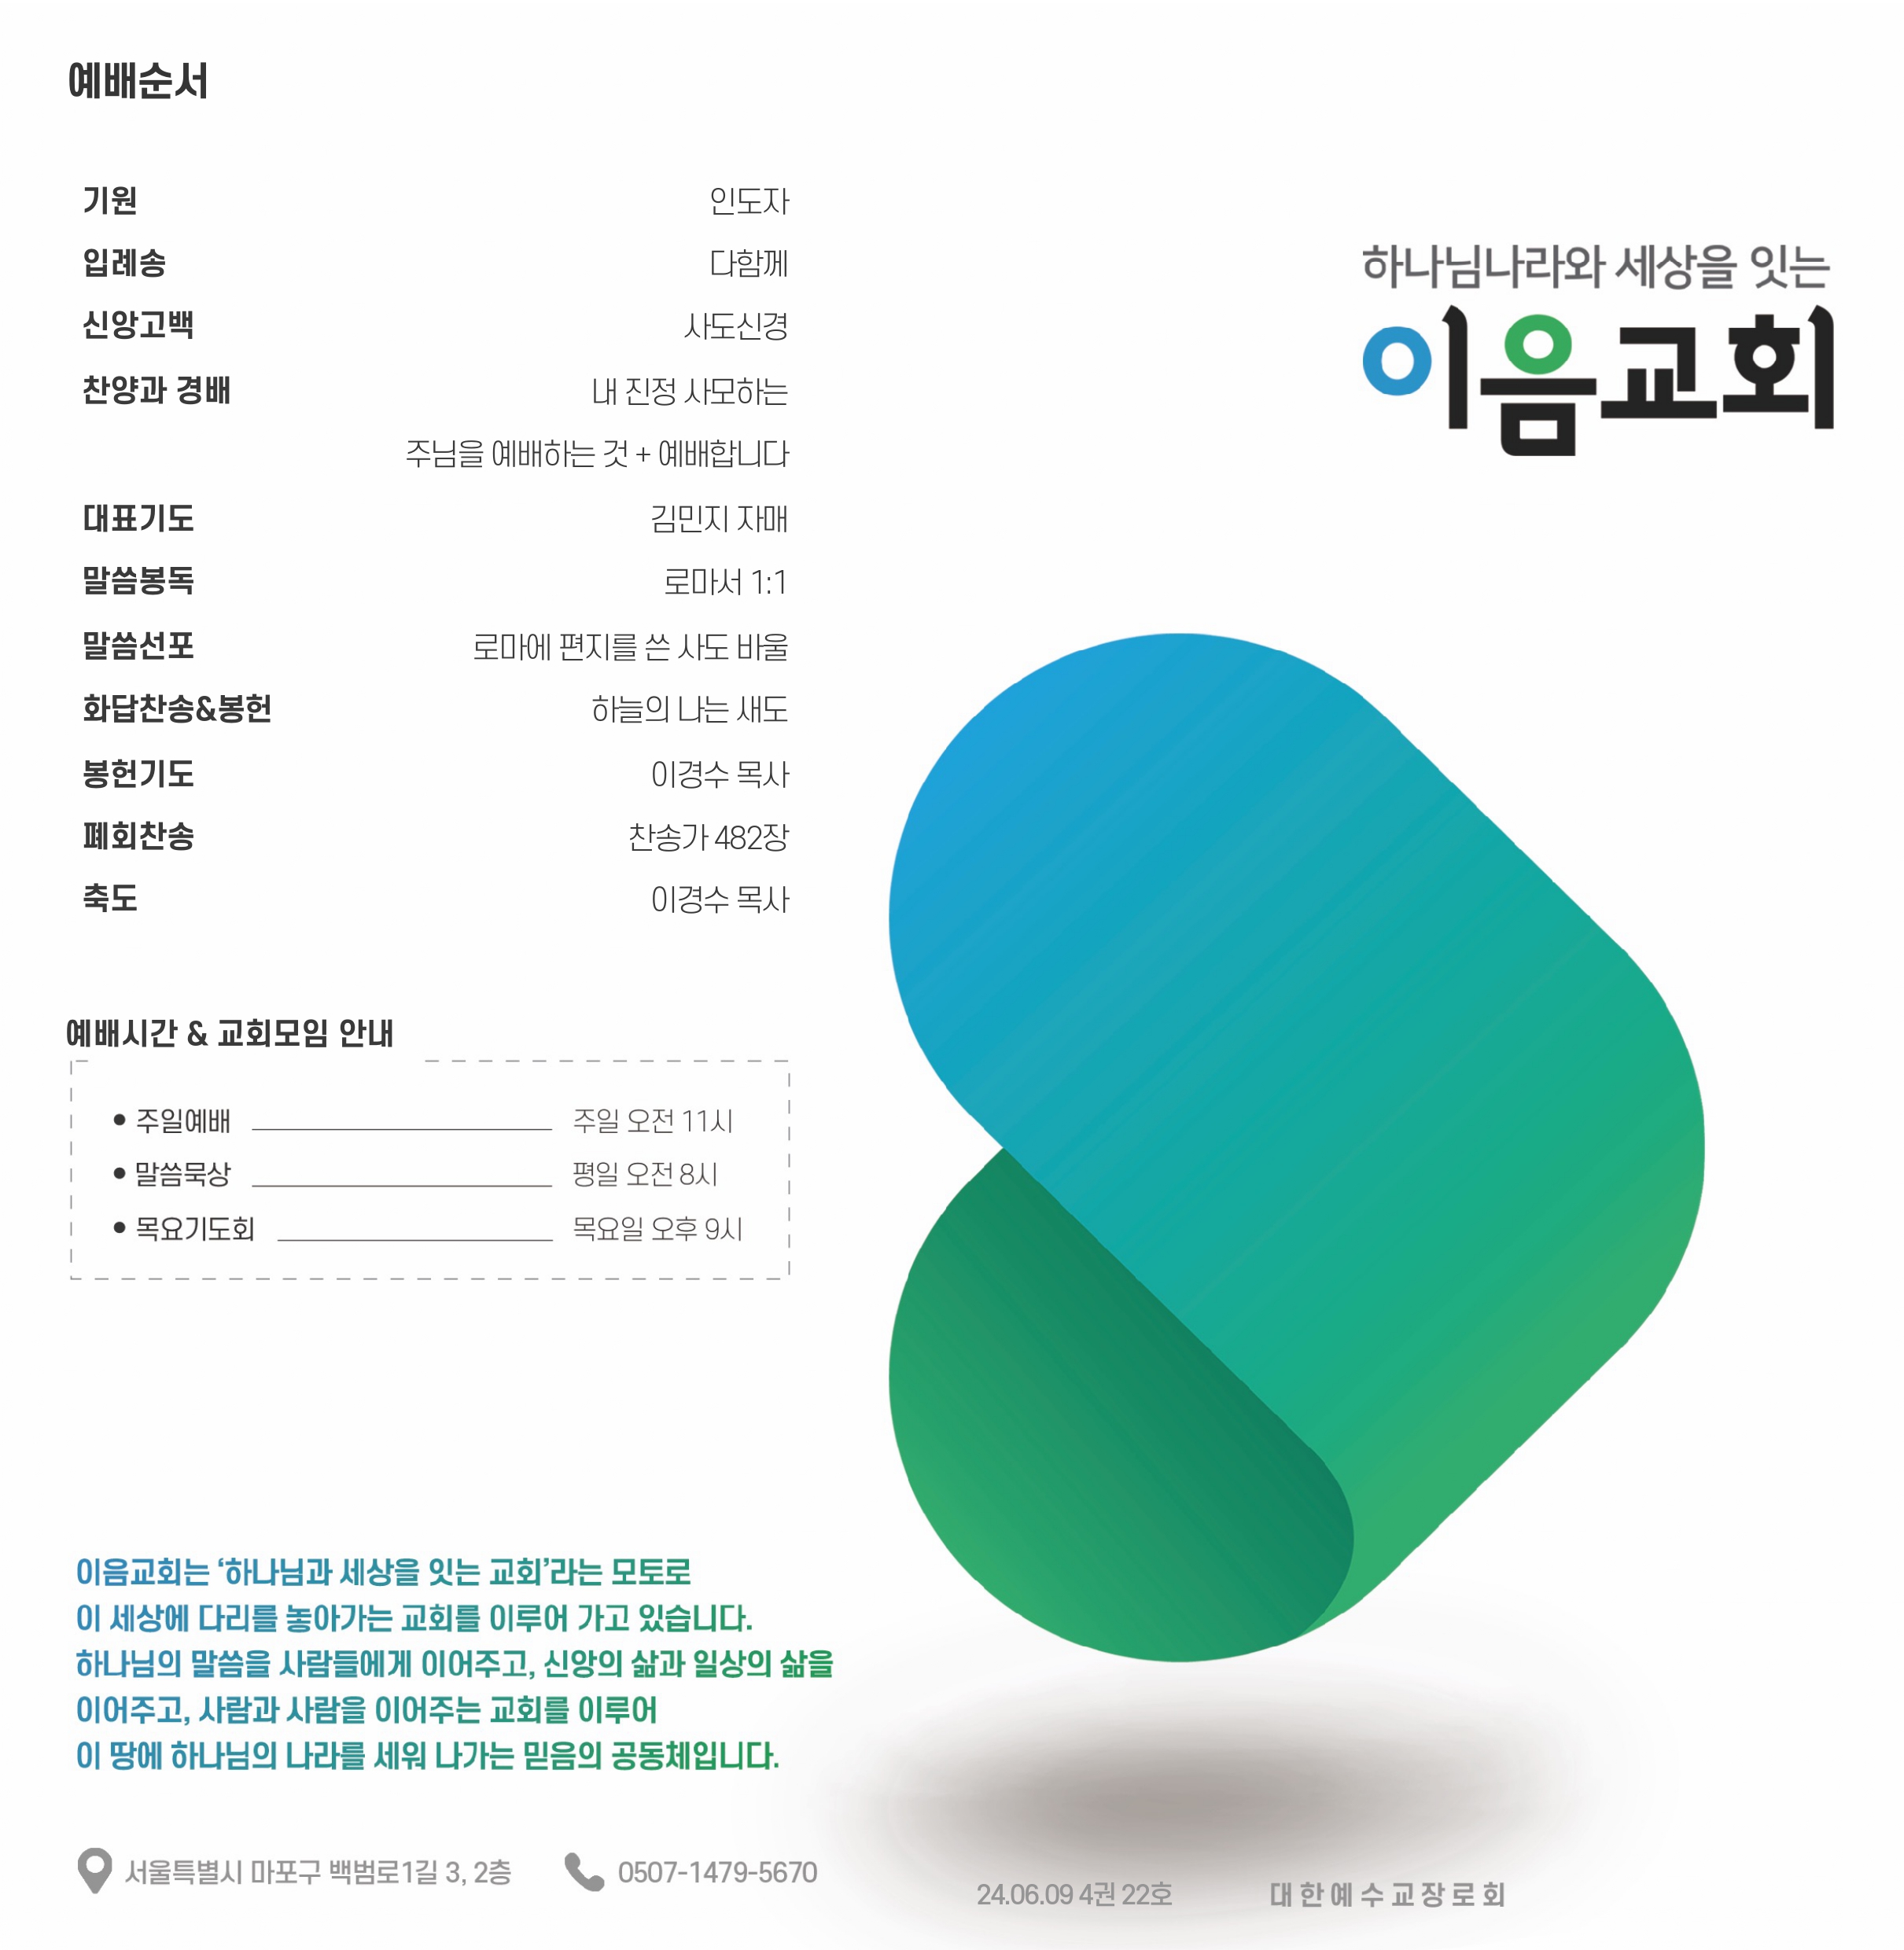 예배순서
기원 인도자
입례송 다함께
신앙고백 사도신경
찬양과 경배 내 진정 사모하는
주님을 예배하는 것 + 예배합니다
대표기도 김민지 자매
말씀봉독 로마서 1:1
말씀선포 로마에 편지를 쓴 사도 바울
화답찬송&봉헌 하늘의 나는 새도
봉헌기도 이경수 목사
폐회찬송 찬송가 482장
축도 이경수 목사
예배시간 & 교회모임 안내
• 주일예배 주일 오전 11시
• 말씀묵상 평일 오전 8시
• 목요기도회 목요일 오후 9시
이음교회는 ‘하나님과 세상을 잇는 교회’라는 모토로
이 세상에 다리를 놓아가는 교회를 이루어 가고 있습니다.
하나님의 말씀을 사람들에게 이어주고, 신앙의 삶과 일상의 삶을
이어주고, 사람과 사람을 이어주는 교회를 이루어
이 땅에 하나님의 나라를 세워 나가는 믿음의 공동체입니다.
서울특별시 마포구 백범로1길 3, 2층 0507-1479-5670
하나님나라와 세상을 잇는
이음교회
24.06.09 4권 22호 대한예수교장로회